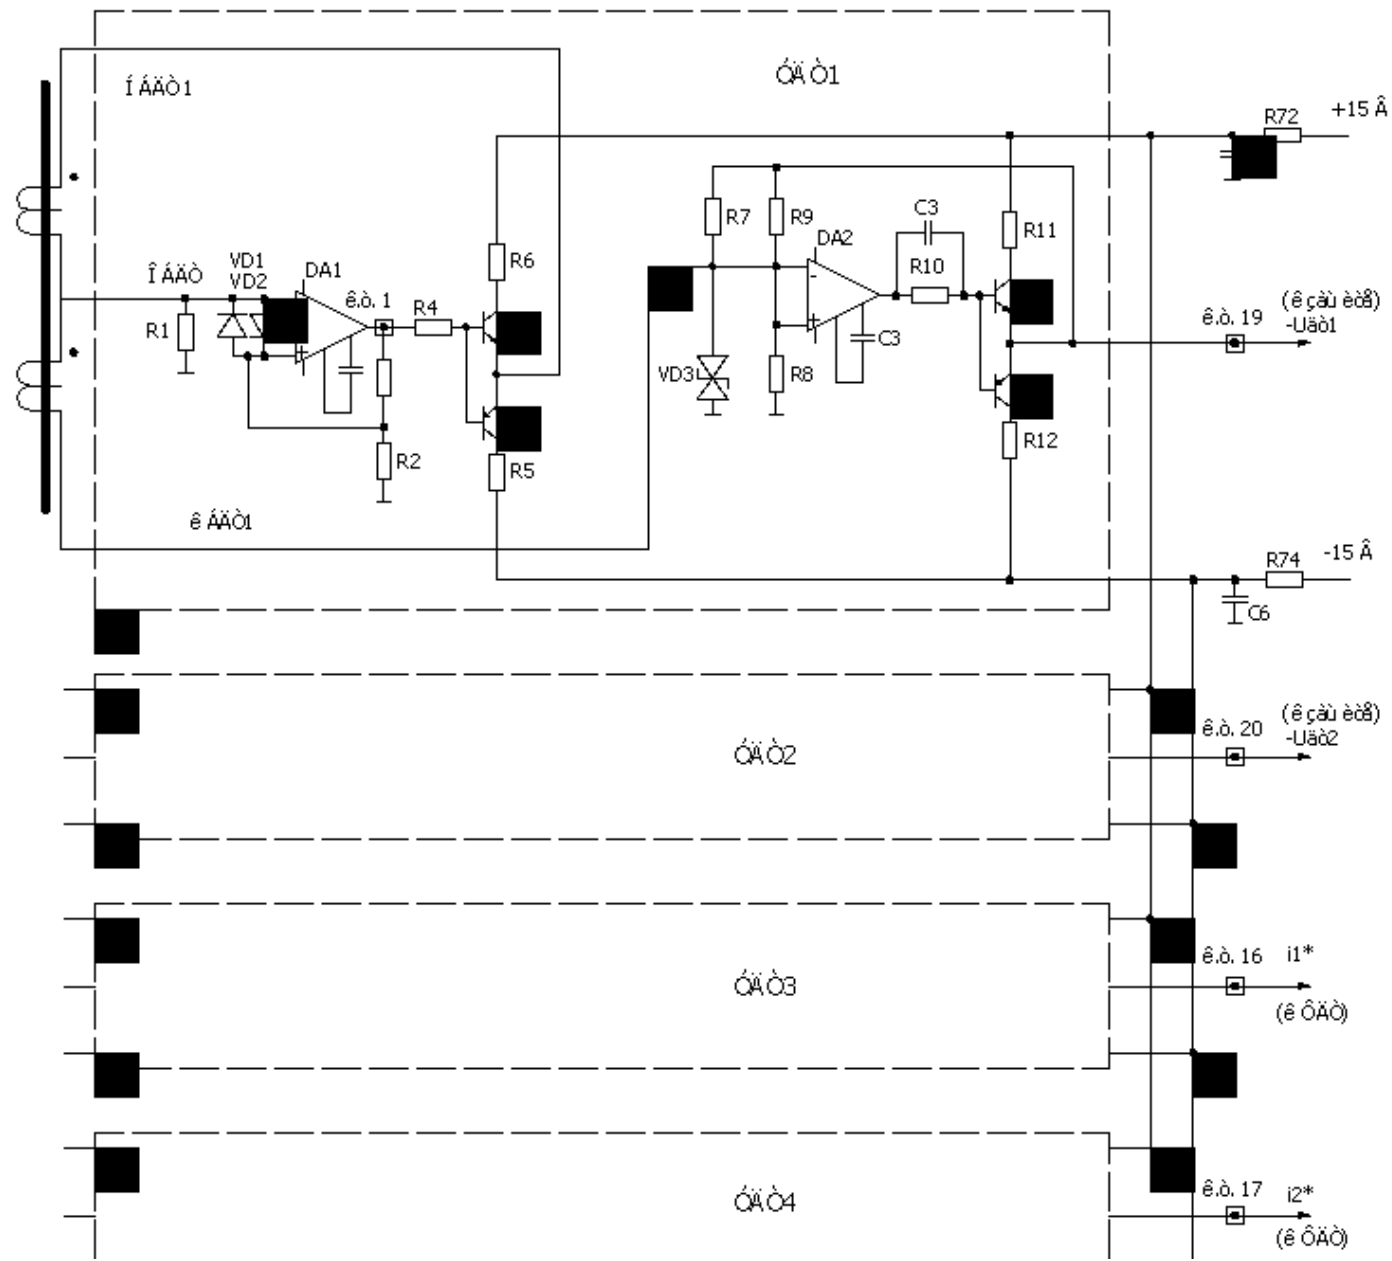 Í ÁÄÒ1
ÓÄÒ1
R72
+15 Â
R7
R9
C3
DA2
R11
R10
VD1
VD2
Î ÁÄÒ
DA1
R6
ê.ò. 1
R4
R1
ê.ò. 19
(ê çàù èòå)
-Uäò1
C3
VD3
R8
R12
R2
R5
ê ÁÄÒ1
R74
-15 Â
C6
ÓÄÒ2
ê.ò. 20
(ê çàù èòå)
-Uäò2
ÓÄÒ3
ê.ò. 16
i1*
(ê ÔÄÒ)
ÓÄÒ4
ê.ò. 17
i2*
(ê ÔÄÒ)